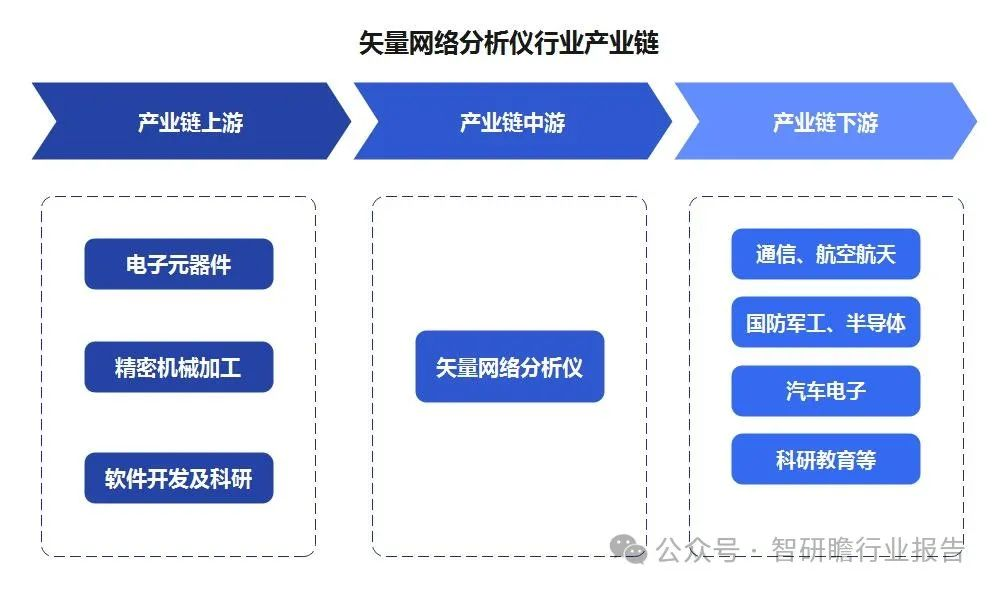 矢量网络分析仪行业产业链
产业链上游
产业链中游
产业链下游
电子元器件
精密机械加工
软件开发及科研
矢量网络分析仪
通信、航空航天
国防军工、半导体
汽车电子
科研教育等
公众号 · 智研瞻行业报告